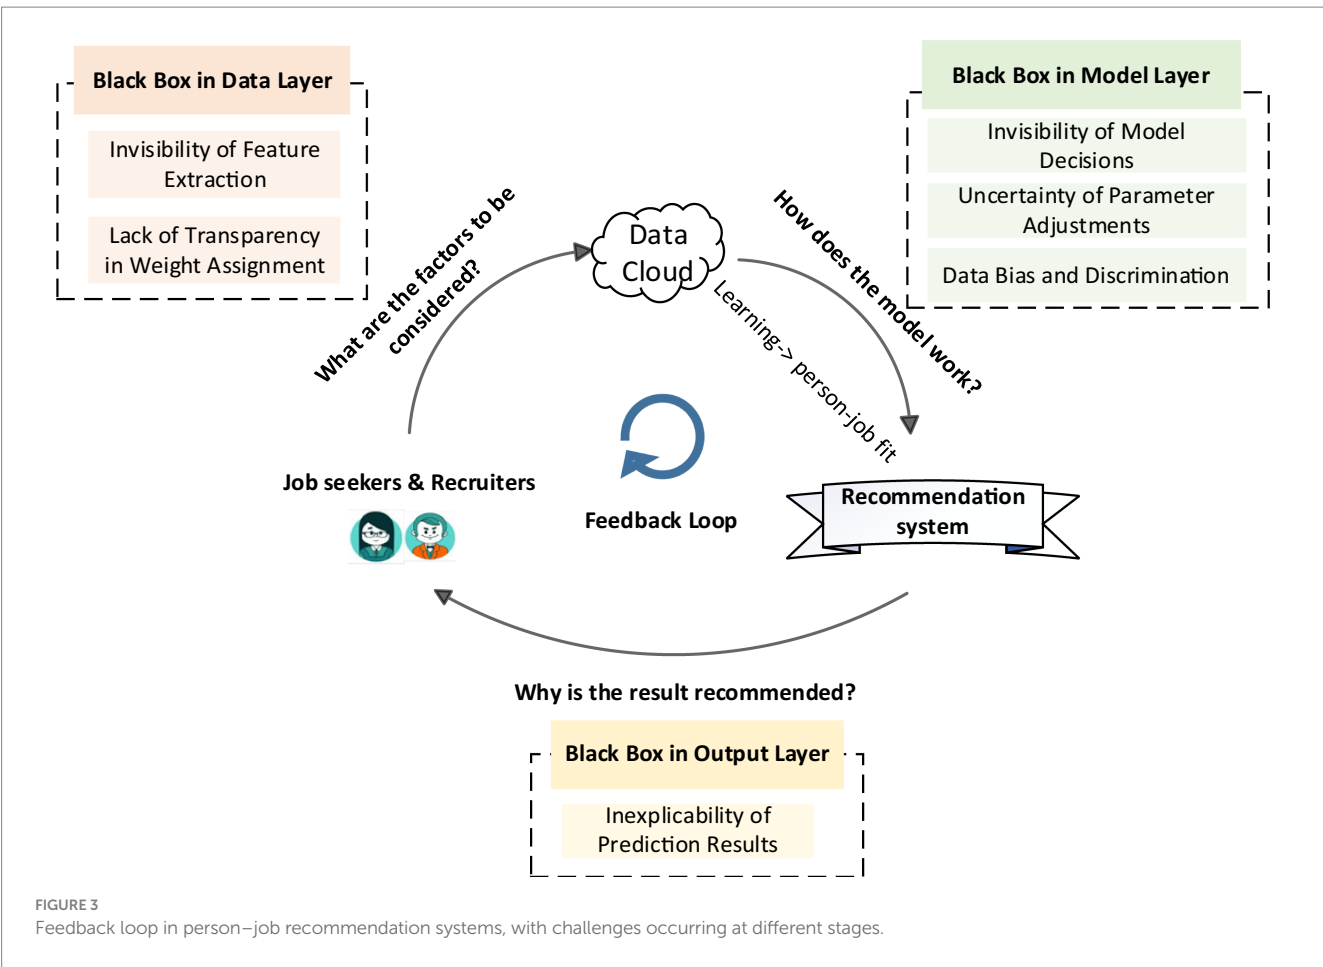 Black Box in Data Layer
Invisibility of Feature
Extraction
Lack of Transparency
in Weight Assignment
Black Box in Model Layer
Invisibility of Model
Decisions
Uncertainty of Parameter
Adjustments
Data Bias and Discrimination
What are the factors to be
considered?
Data
Cloud
How does the model work?
Learning-> person-job fit
Job seekers & Recruiters
Feedback Loop
Recommendation
system
Why is the result recommended?
Black Box in Output Layer
Inexplicability of
Prediction Results
FIGURE 3
Feedback loop in person–job recommendation systems, with challenges occurring at different stages.